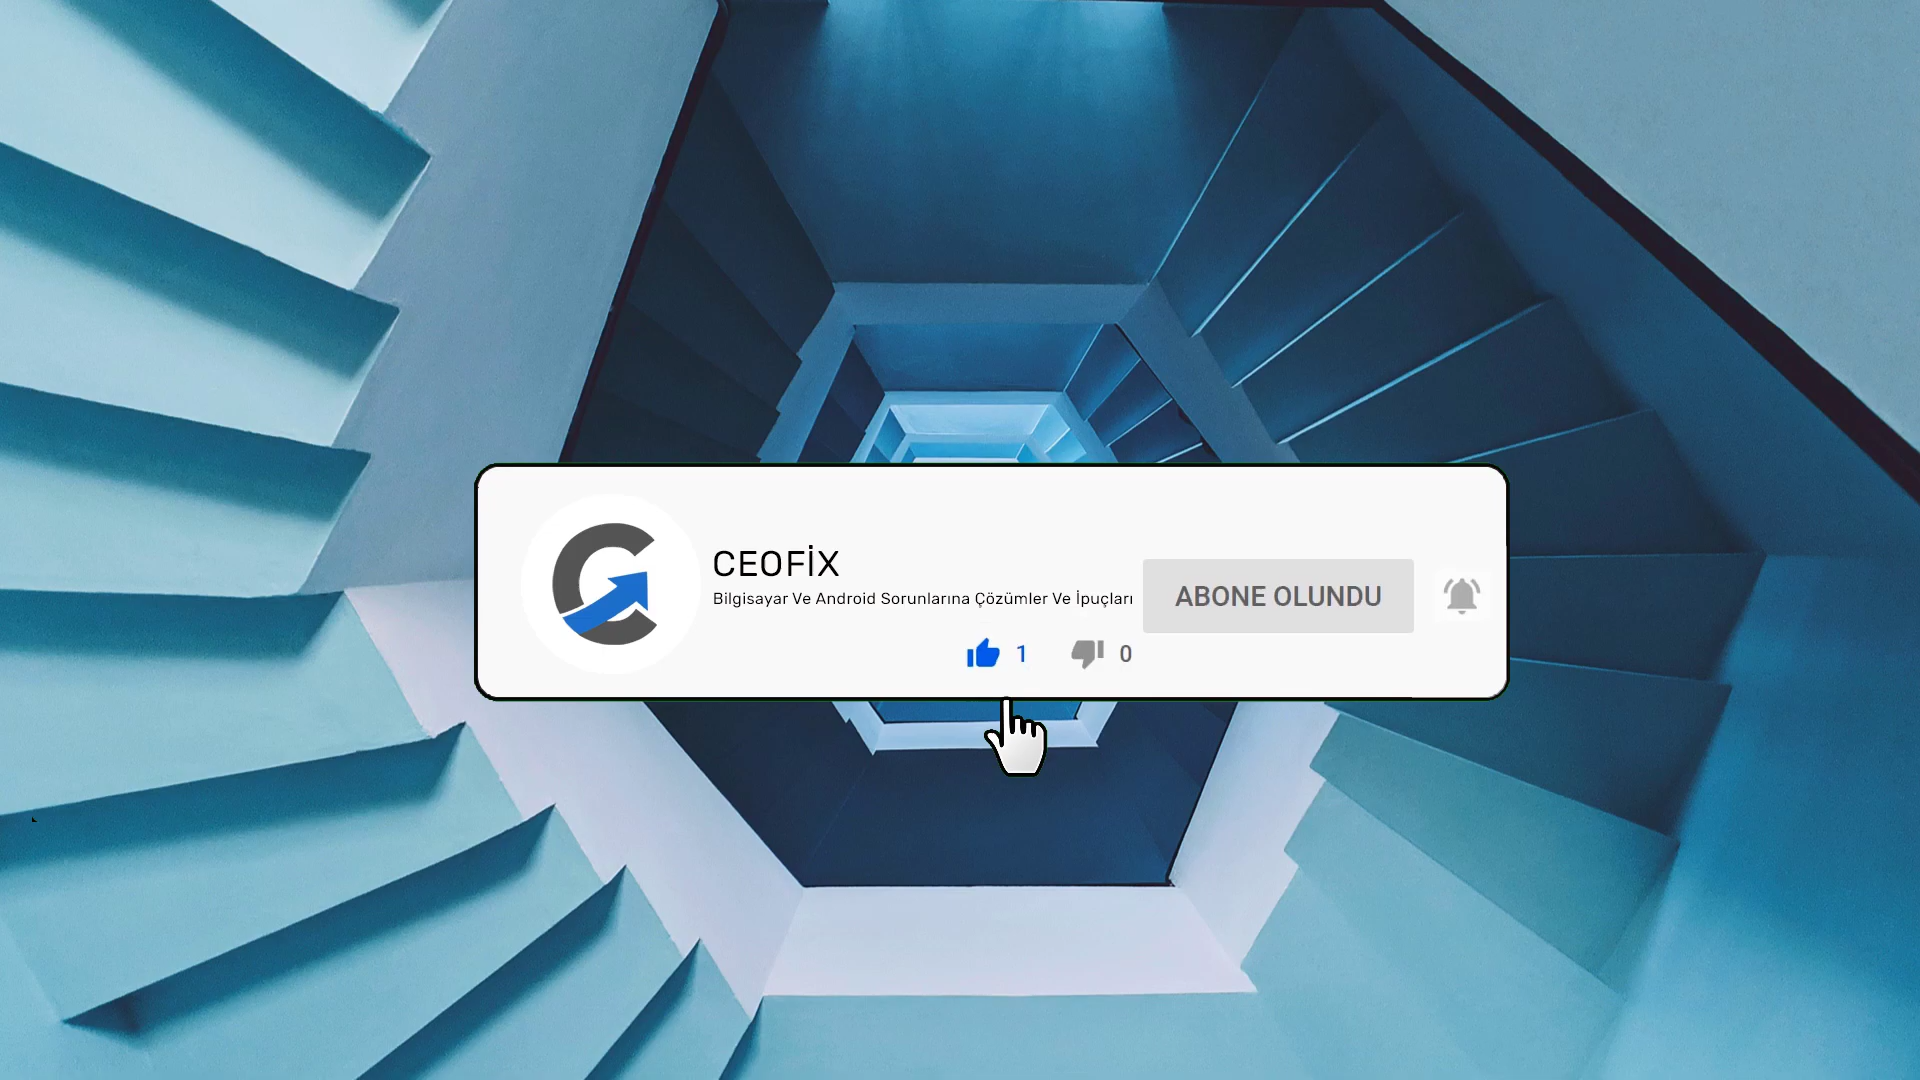 CEOFİX
Bilgisayar Ve Android Sorunlarına Çözümler Ve İpuçları
ABONE OLUNDU
1 0